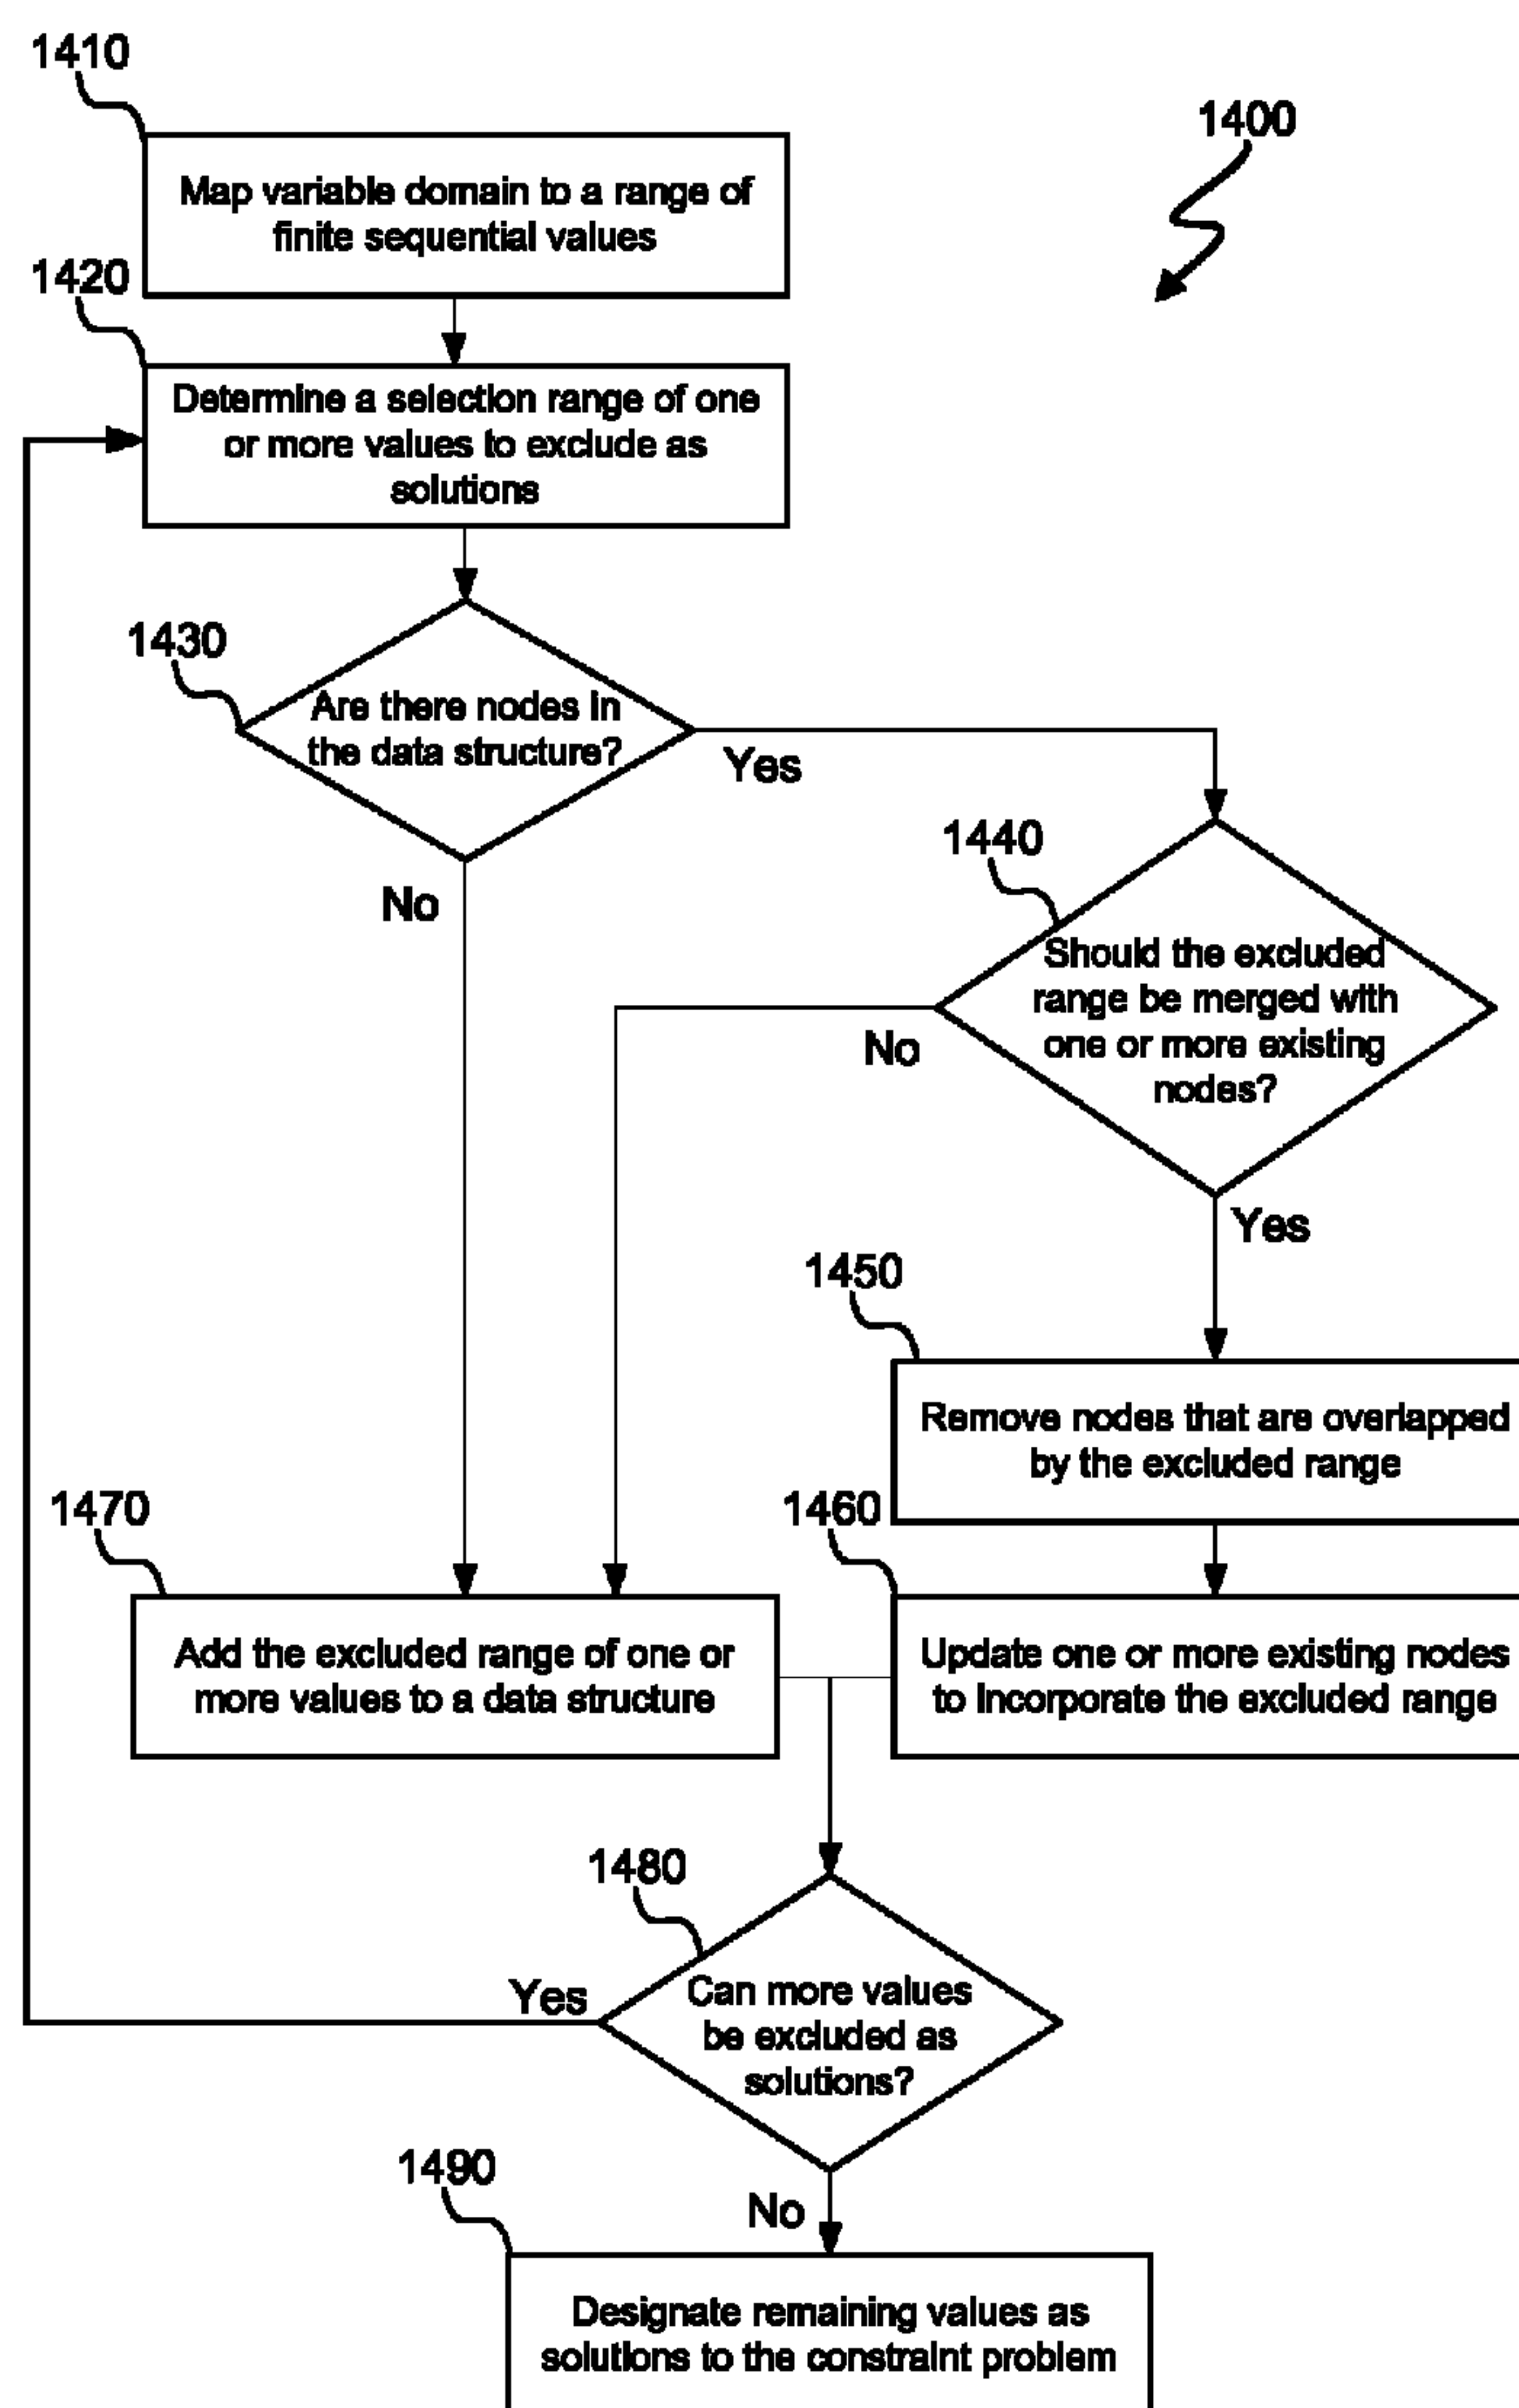 1410
1400
Map variable domain to a range of
finite sequential values
1420
Determine a selection range of one
or more values to exclude as
solutions
1430
Are there nodes in
the data structure?
Yes
No
1440
Should the excluded
range be merged with
one or more existing
nodes?
No
Yes
1450
Remove nodes that are overlapped
by the excluded range
1470
1460
Add the excluded range of one or
more values to a data structure
Update one or more existing nodes
to incorporate the excluded range
1480
Can more values
be excluded as
solutions?
Yes
No
1490
Designate remaining values as
solutions to the constraint problem